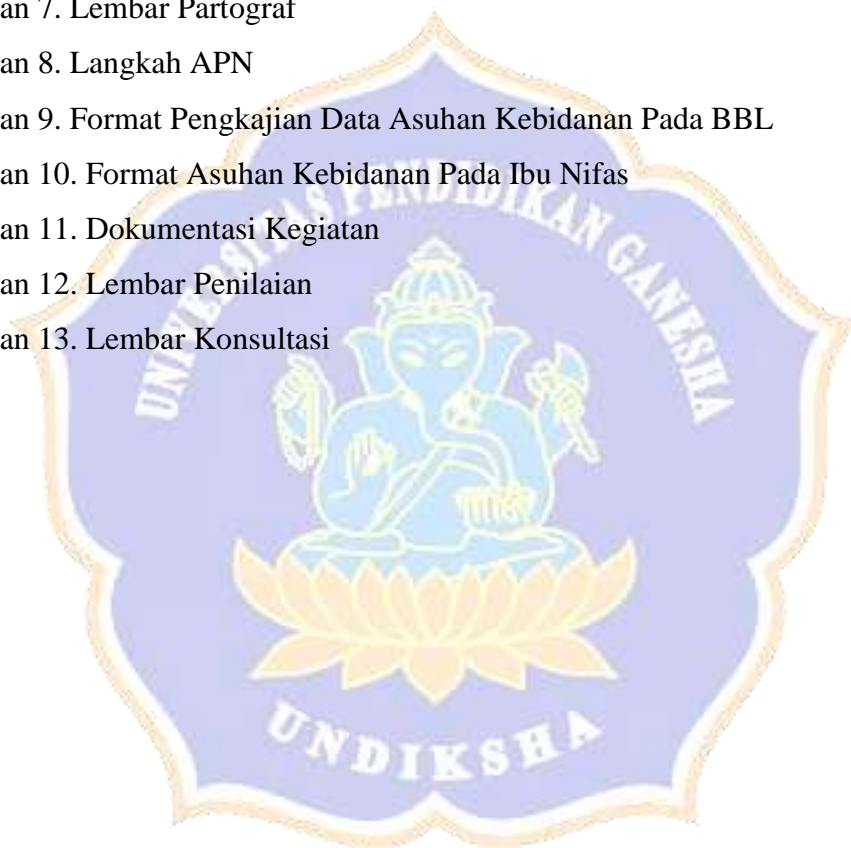 an 7. Lembar Partograf
an 8. Langkah APN
an 9. Format Pengkajian Data Asuhan Kebidanan Pada BBL
an 10. Format Asuhan Kebidanan Pada Ibu Nifas
an 11. Dokumentasi Kegiatan
an 12. Lembar Penilaian
an 13. Lembar Konsultasi
UNIVERSITAS PENDIDIKAN GANESHA
UNDIKSHA